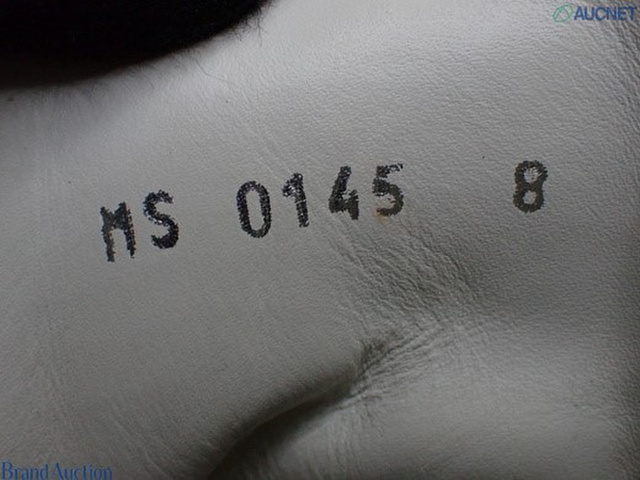 AUCNET
MS 0145 8
Brand Auction